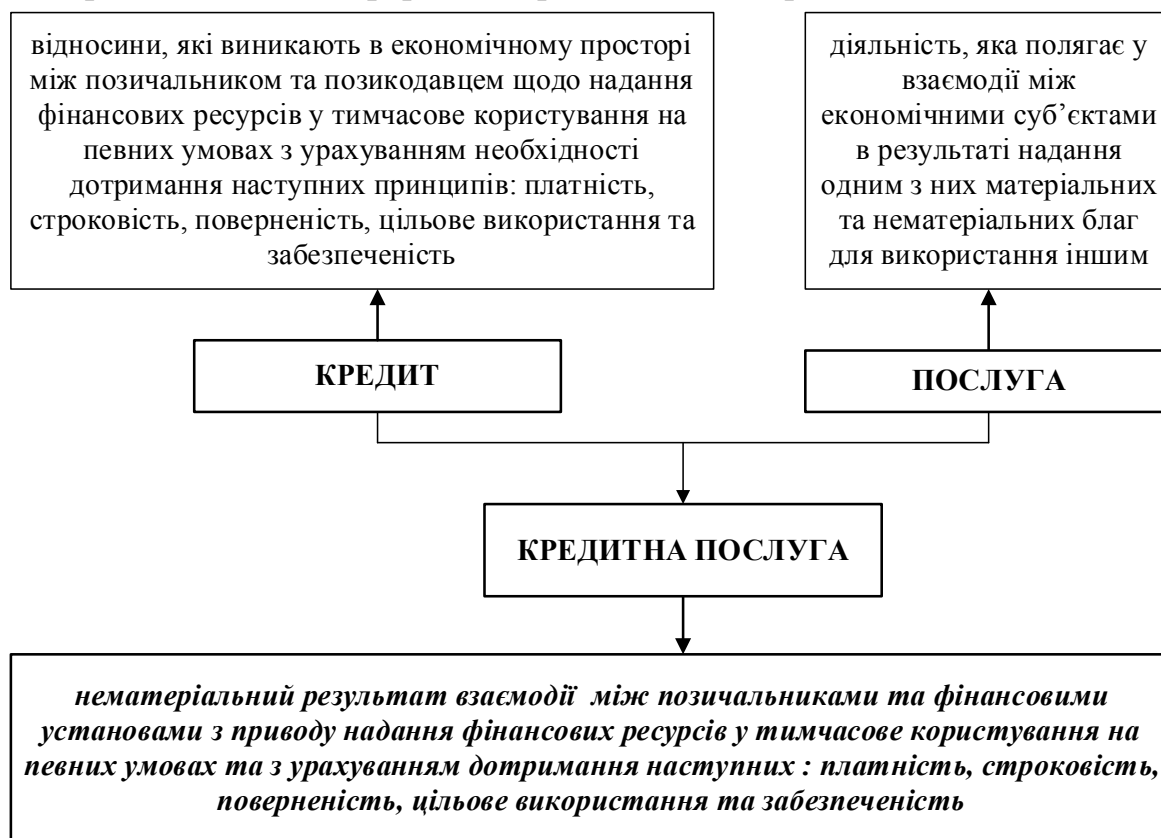 відносини, які виникають в економічному просторі
між позичальником та позикодавцем щодо надання
фінансових ресурсів у тимчасове користування на
певних умовах з урахуванням необхідності
дотримання наступних принципів: платність,
строковість, поверненість, цільове використання та
забезпеченість
діяльність, яка полягає у
взаємодії між
економічними суб’єктами
в результаті надання
одним з них матеріальних
та нематеріальних благ
для використання іншим
КРЕДИТ
ПОСЛУГА
КРЕДИТНА ПОСЛУГА
нематеріальний результат взаємодії між позичальниками та фінансовими
установами з приводу надання фінансових ресурсів у тимчасове користування на
певних умовах та з урахуванням дотримання наступних : платність, строковість,
поверненість, цільове використання та забезпеченість